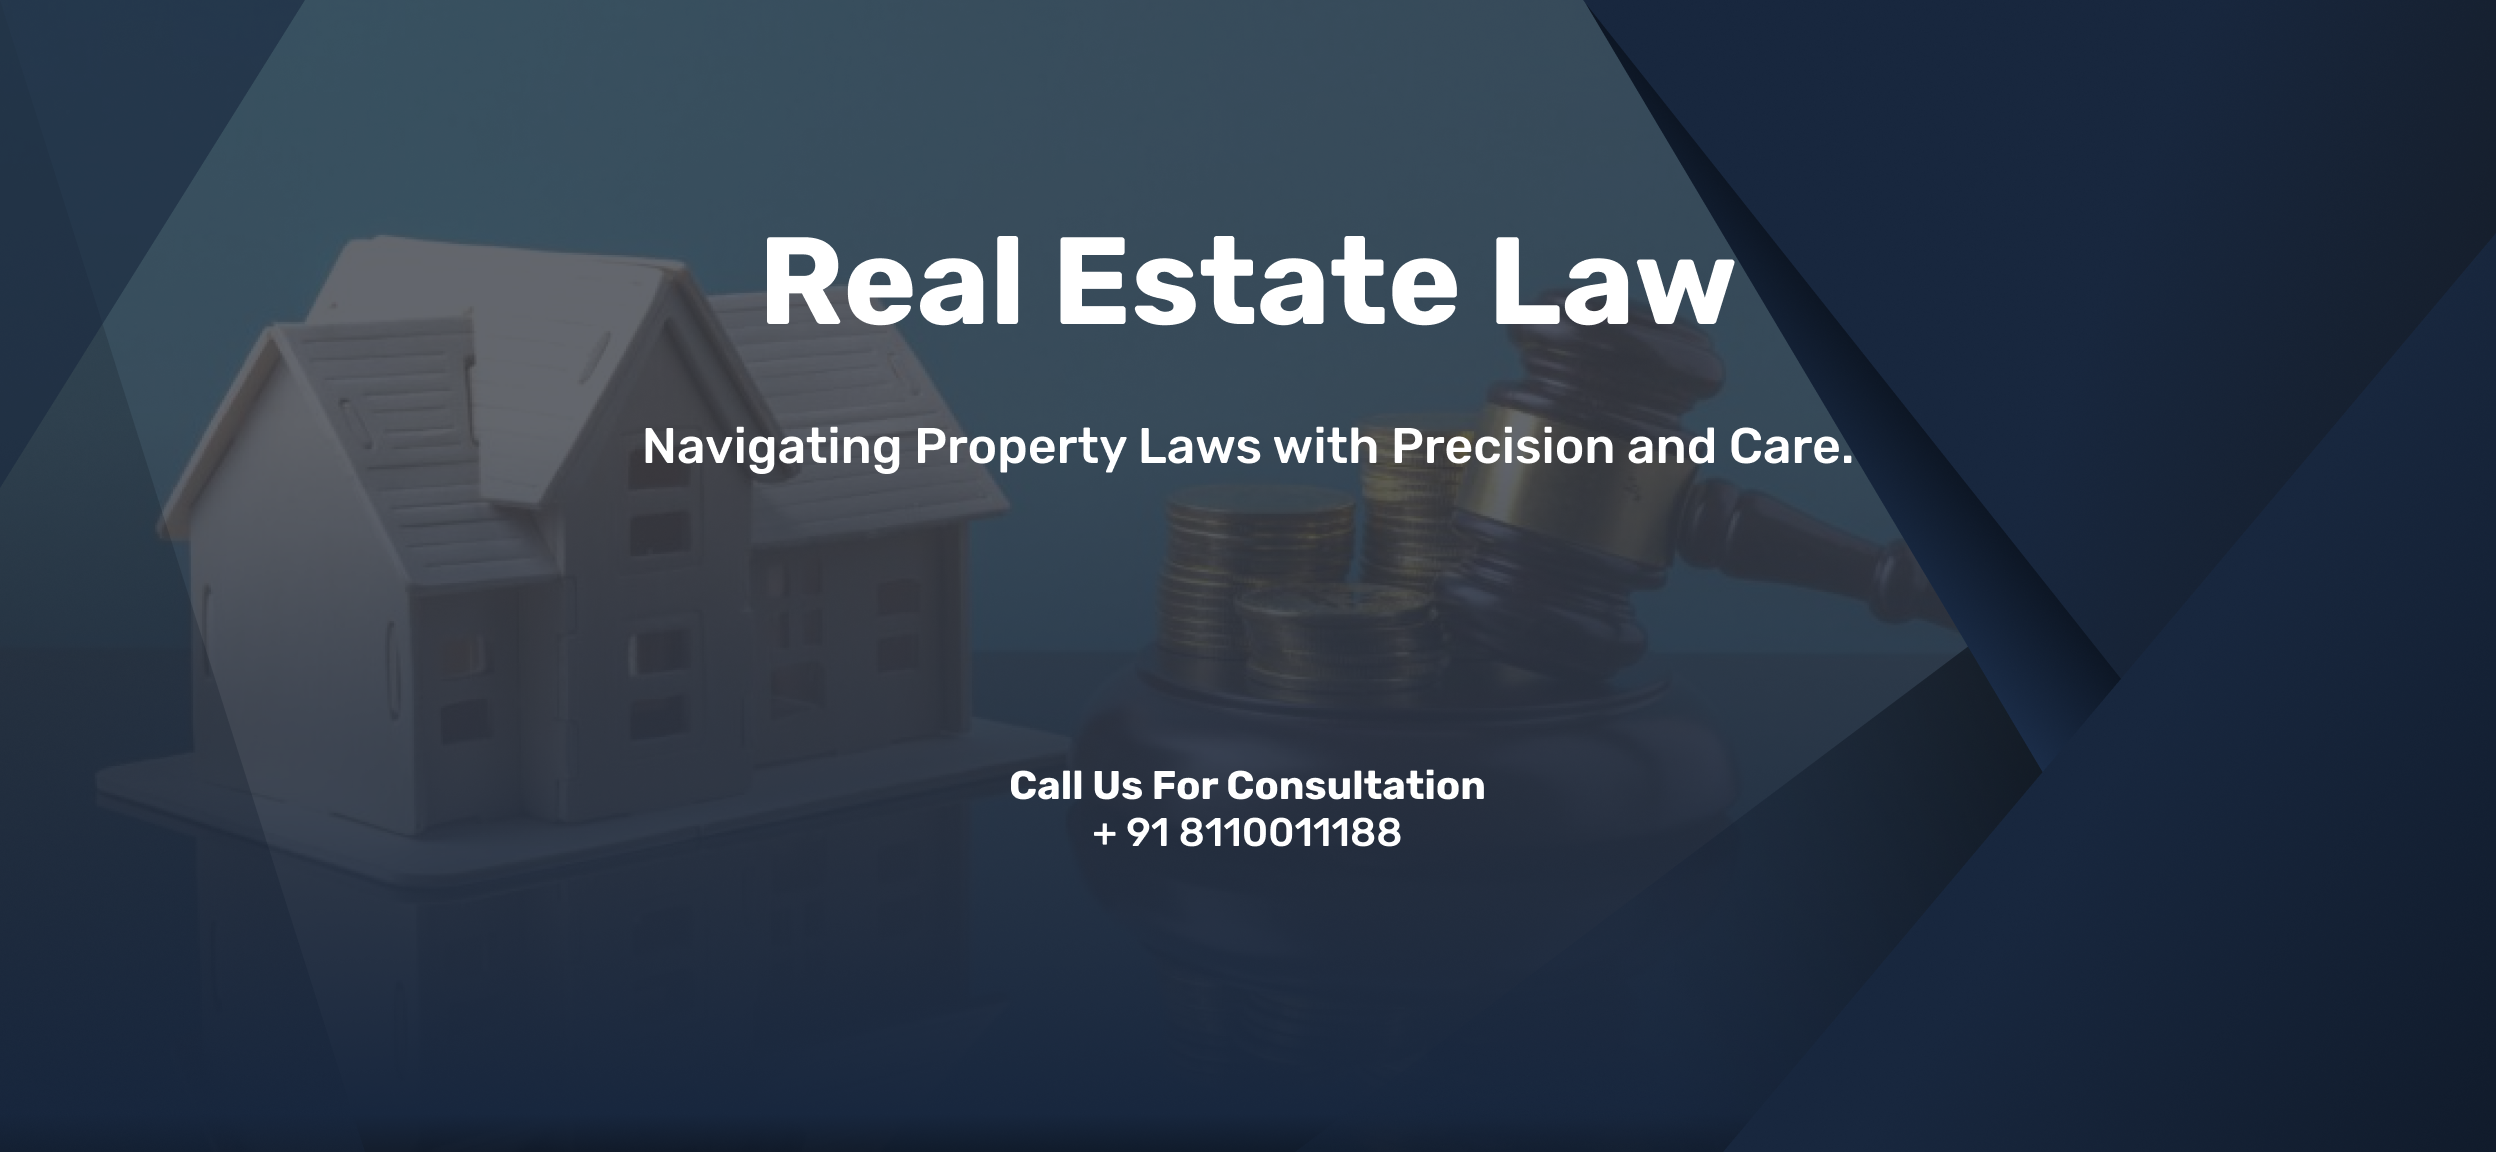 Real Estate Law
Navigating Property Laws with Precision and Care.
Call Us For Consultation
+ 91 8110011188